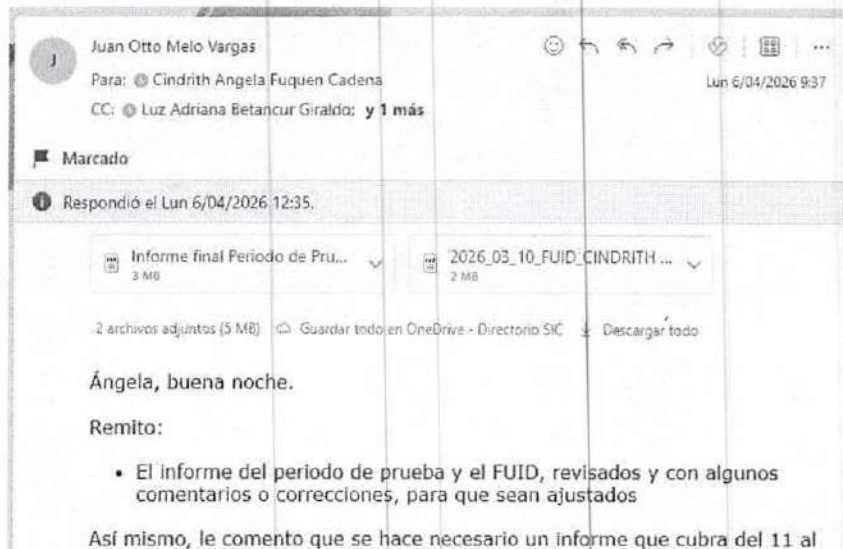 J
Juan Otto Melo Vargas
Para: Cindrith Angela Fuquen Cadena
Lun 6/04/2026 9:37
CC: Luz Adriana Betancur Giraldo; y 1 más
Marcado
Respondió el Lun 6/04/2026 12:35.
Informe final Periodo de Pru...
3 MB
2026_03_10_FUID_CINDRITH ...
2 MB
2 archivos adjuntos (5 MB) Guardar todo en OneDrive - Directorio SIC Descargar todo
Ángela, buena noche.
Remito:
• El informe del periodo de prueba y el FUID, revisados y con algunos
comentarios o correcciones, para que sean ajustados
Así mismo, le comento que se hace necesario un informe que cubra del 11 al